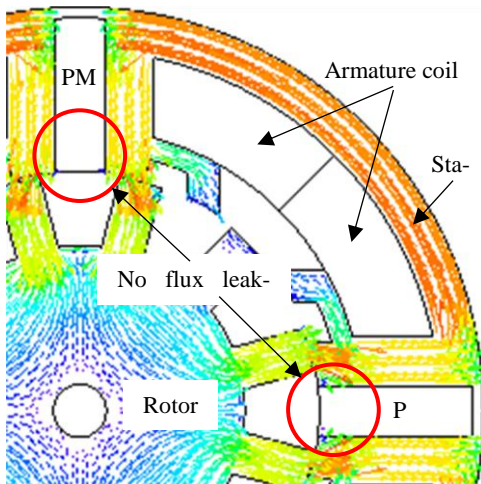 PM
Armature coil
Sta-
No flux leak-
Rotor
P